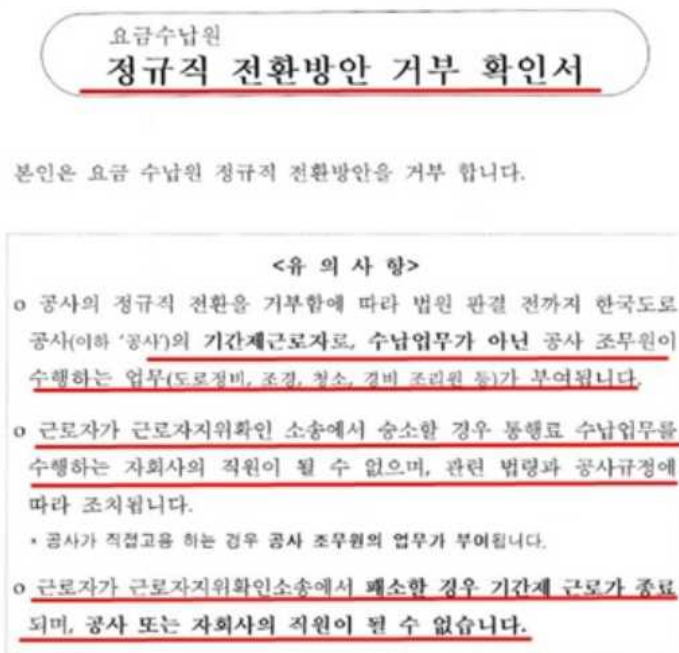 요금수납원
정규직 전환방안 거부 확인서
본인은 요금 수납원 정규직 전환방안을 거부 합니다.
<유 의 사 항>
o 공사의 정규직 전환을 거부함에 따라 법원 판결 전까지 한국도로
공사(이하 '공사')의 기간제근로자로, 수납업무가 아닌 공사 조무원이
수행하는 업무(도로정비, 조경, 청소, 경비 조리원 등)가 부여됩니다.
o 근로자가 근로자지위확인 소송에서 승소할 경우 통행료 수납업무를
수행하는 자회사의 직원이 될 수 없으며, 관련 법령과 공사규정에
따라 조치됩니다.
* 공사가 직접고용 하는 경우 공사 조무원의 업무가 부여됩니다.
o 근로자가 근로자지위확인소송에서 패소할 경우 기간제 근로가 종료
되며, 공사 또는 자회사의 직원이 될 수 없습니다.